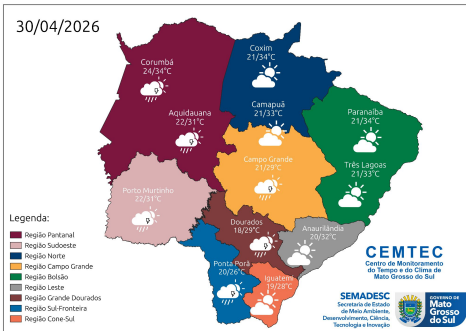 30/04/2026
Coxim
21/34°C
Corumbá
24/34°C
Camapuã
21/33°C
Aquidauana
22/31°C
Paranaíba
21/34°C
Campo Grande
21/29°C
Três Lagoas
21/33°C
Porto Murtinho
22/31°C
Dourados
18/29°C
Anaurilândia
20/32°C
Ponta Porã
20/26°C
Iguatemi
19/28°C
Legenda:
Região Pantanal
Região Sudoeste
Região Norte
Região Campo Grande
Região Bolsão
Região Leste
Região Grande Dourados
Região Sul-Fronteira
Região Cone-Sul
CEMTEC
Centro de Monitoramento
do Tempo e do Clima de
Mato Grosso do Sul
SEMADESC
Secretaria de Estado
de Meio Ambiente,
Desenvolvimento, Ciência,
Tecnologia e Inovação
GOVERNO DE
Mato
Grosso
do Sul